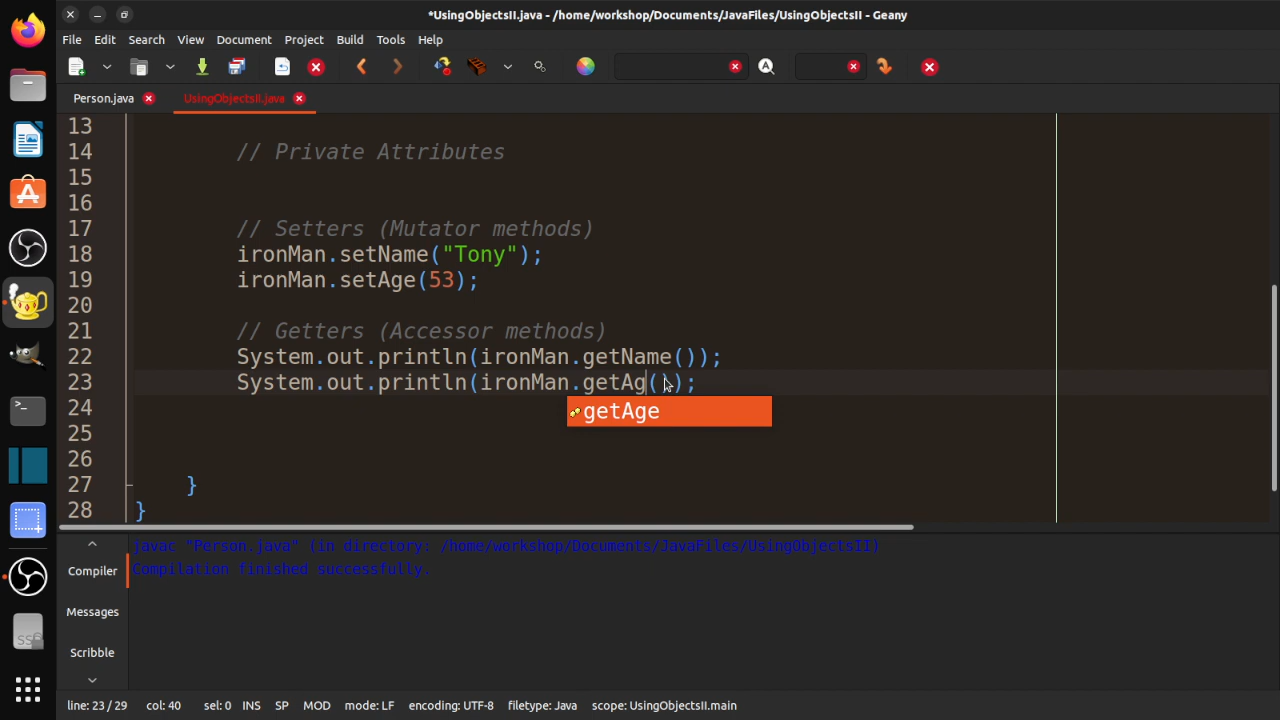 *UsingObjectsII.java - /home/workshop/Documents/JavaFiles/UsingObjectsII - Geany
File Edit Search View Document Project Build Tools Help
Person.java UsingObjectsII.java
13
14 // Private Attributes
15
16
17 // Setters (Mutator methods)
18 ironMan.setName("Tony");
19 ironMan.setAge(53);
20
21 // Getters (Accessor methods)
22 System.out.println(ironMan.getName());
23 System.out.println(ironMan.getAg());
24 getAge
25
26
27 }
28 }
javac "Person.java" (in directory: /home/workshop/Documents/JavaFiles/UsingObjectsII)
Compilation finished successfully.
Compiler
Messages
Scribble
line: 23 / 29 col: 40 sel: 0 INS SP MOD mode: LF encoding: UTF-8 filetype: Java scope: UsingObjectsII.main